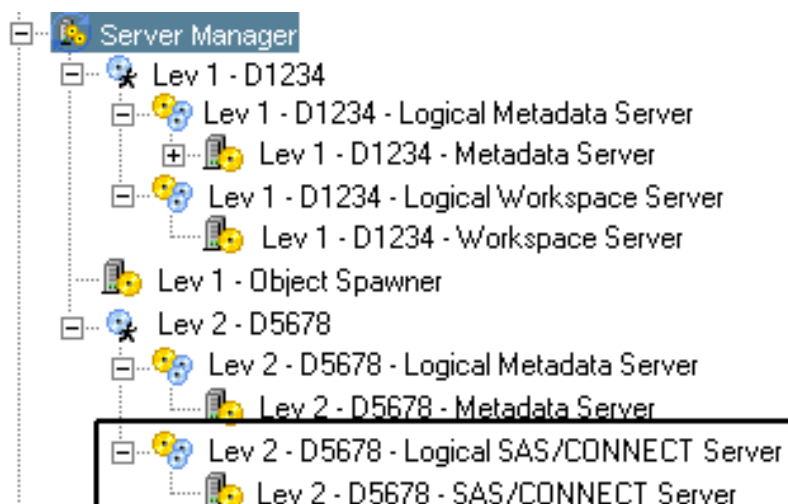 Server Manager
Lev 1 - D1234
Lev 1 - D1234 - Logical Metadata Server
Lev 1 - D1234 - Metadata Server
Lev 1 - D1234 - Logical Workspace Server
Lev 1 - D1234 - Workspace Server
Lev 1 - Object Spawner
Lev 2 - D5678
Lev 2 - D5678 - Logical Metadata Server
Lev 2 - D5678 - Metadata Server
Lev 2 - D5678 - Logical SAS/CONNECT Server
Lev 2 - D5678 - SAS/CONNECT Server